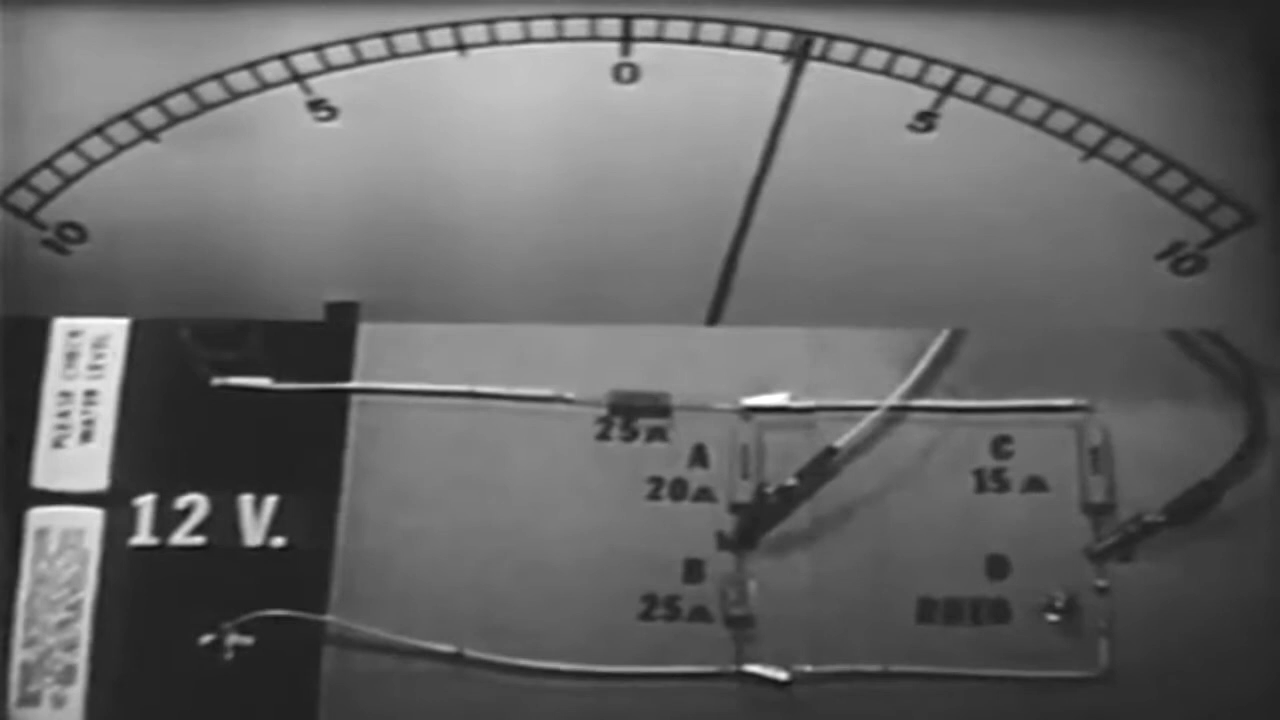 0
5
5
10
10
PLEASE CHECK
WATER LEVEL
25Ω
A
C
20Ω
15Ω
12 V.
B
D
25Ω
RHEO